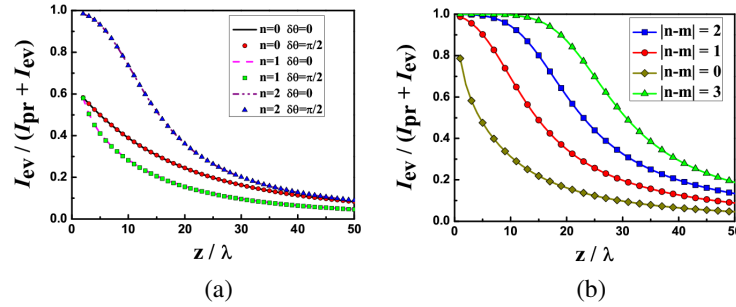 I_ev / (I_pr + I_ev)
1.0
0.8
0.6
0.4
0.2
0.0
0 10 20 30 40 50
z / λ
n=0 δθ=0
n=0 δθ=π/2
n=1 δθ=0
n=1 δθ=π/2
n=2 δθ=0
n=2 δθ=π/2
(a)
I_ev / (I_pr + I_ev)
1.0
0.8
0.6
0.4
0.2
0.0
0 10 20 30 40 50
z / λ
|n-m| = 2
|n-m| = 1
|n-m| = 0
|n-m| = 3
(b)